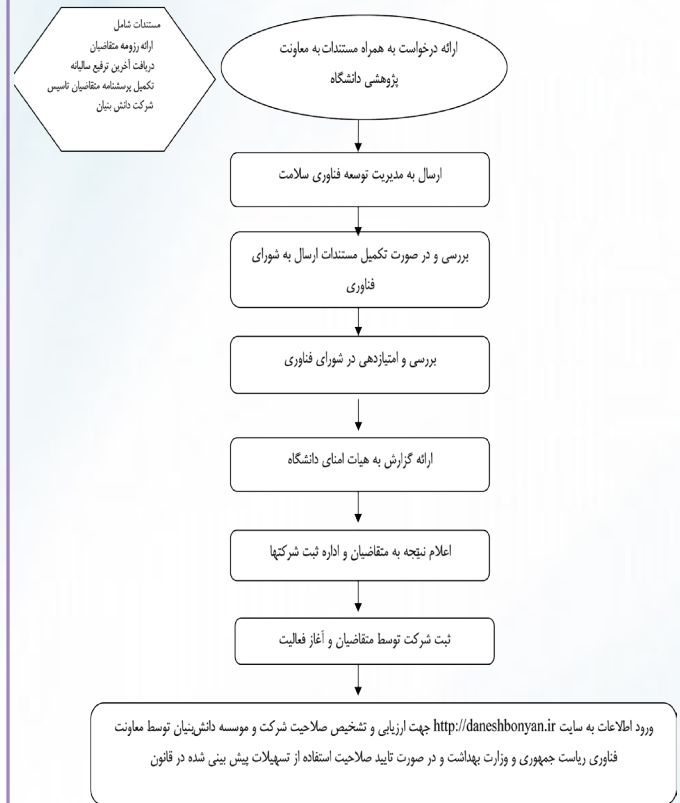 مستندات شامل
ارائه رزومه متقاضیان
دریافت آخرین ترفیع سالیانه
تکمیل پرسشنامه متقاضیان تاسیس
شرکت دانش بنیان
ارائه درخواست به همراه مستندات به معاونت
پژوهشی دانشگاه
ارسال به مدیریت توسعه فناوری سلامت
بررسی و در صورت تکمیل مستندات ارسال به شورای
فناوری
بررسی و امتیازدهی در شورای فناوری
ارائه گزارش به هیات امنای دانشگاه
اعلام نیتجه به متقاضیان و اداره ثبت شرکتها
ثبت شرکت توسط متقاضیان و آغاز فعالیت
ورود اطلاعات به سایت http://daneshbonyan.ir جهت ارزیابی و تشخیص صلاحیت شرکت و موسسه دانش‌بنیان توسط معاونت
فناوری ریاست جمهوری و وزارت بهداشت و در صورت تایید صلاحیت استفاده از تسهیلات پیش بینی شده در قانون